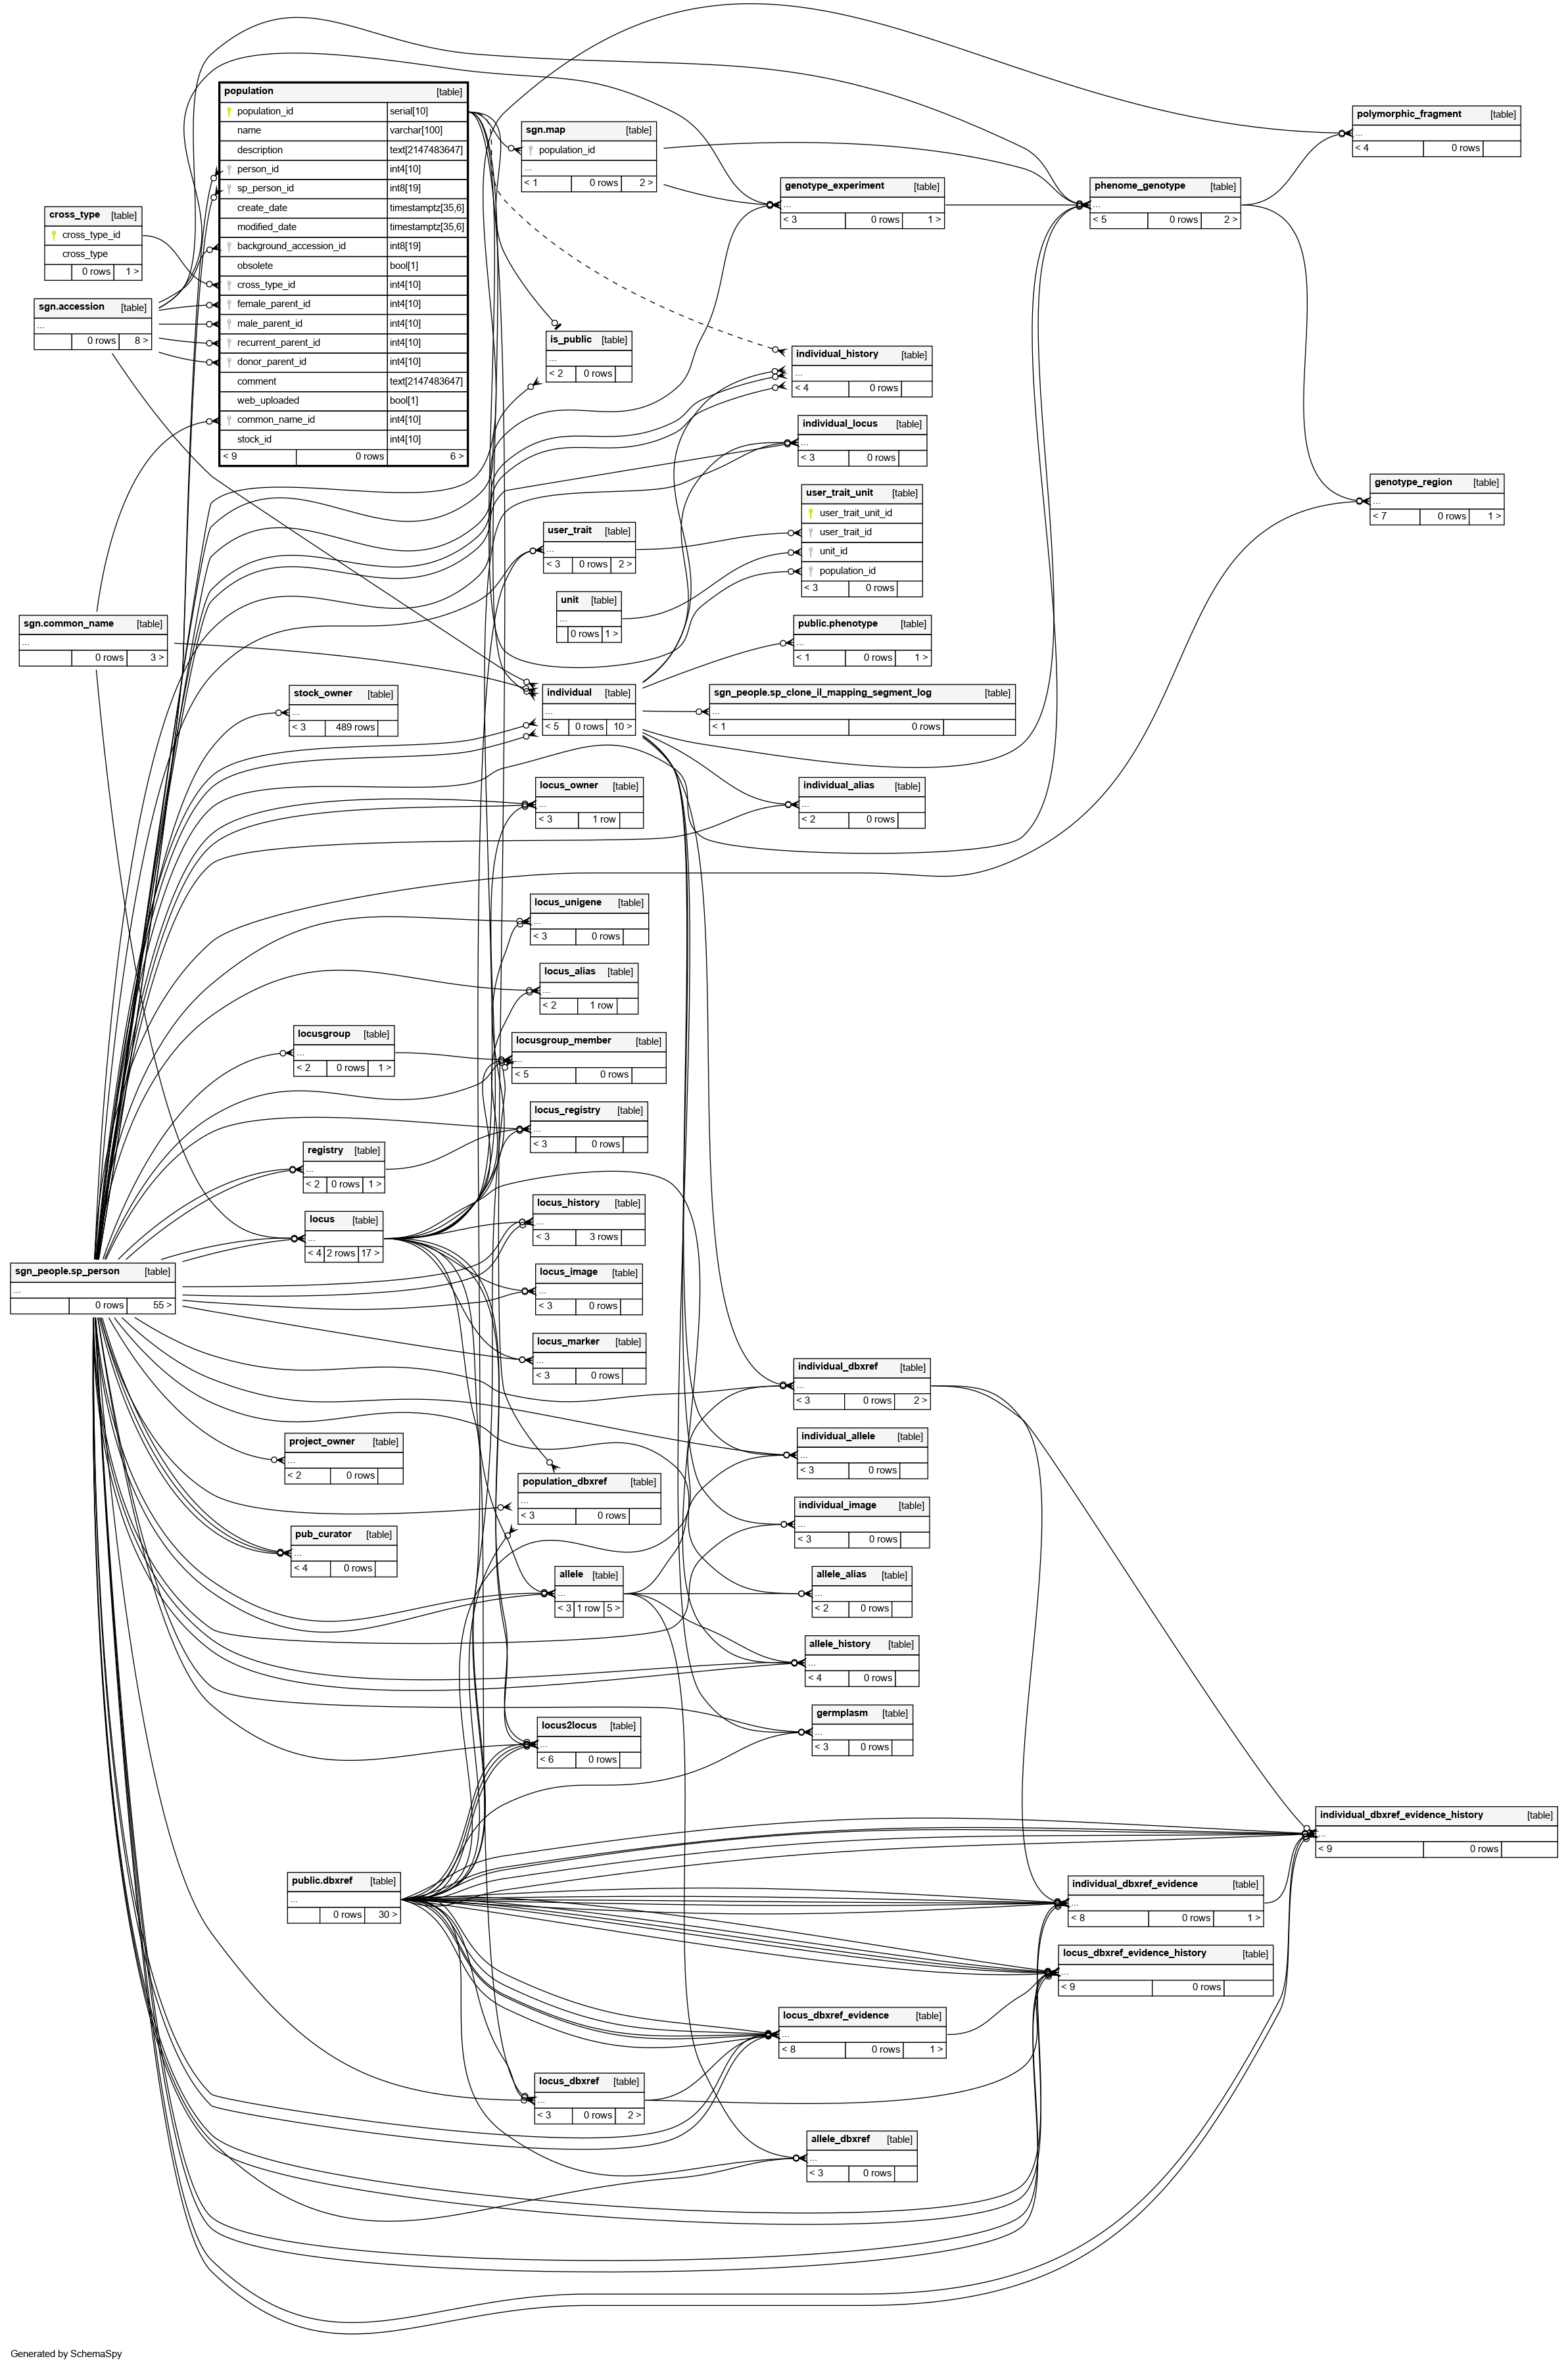 population [table]
population_id serial[10]
name varchar[100]
description text[2147483647]
person_id int4[10]
sp_person_id int8[19]
create_date timestamptz[35,6]
modified_date timestamptz[35,6]
background_accession_id int8[19]
obsolete bool[1]
cross_type_id int4[10]
female_parent_id int4[10]
male_parent_id int4[10]
recurrent_parent_id int4[10]
donor_parent_id int4[10]
comment text[2147483647]
web_uploaded bool[1]
common_name_id int4[10]
stock_id int4[10]
< 9 0 rows 6 >
cross_type [table]
cross_type_id
cross_type
0 rows 1 >
sgn.accession [table]
...
0 rows 8 >
sgn.map [table]
population_id
...
< 1 0 rows 2 >
genotype_experiment [table]
...
< 3 0 rows 1 >
phenome_genotype [table]
...
< 5 0 rows 2 >
polymorphic_fragment [table]
...
< 4 0 rows
is_public [table]
...
< 2 0 rows
individual_history [table]
...
< 4 0 rows
individual_locus [table]
...
< 3 0 rows
genotype_region [table]
...
< 7 0 rows 1 >
user_trait_unit [table]
user_trait_unit_id
user_trait_id
unit_id
population_id
< 3 0 rows
user_trait [table]
...
< 3 0 rows 2 >
unit [table]
...
0 rows 1 >
sgn.common_name [table]
...
0 rows 3 >
public.phenotype [table]
...
< 1 0 rows 1 >
stock_owner [table]
...
< 3 489 rows
individual [table]
...
< 5 0 rows 10 >
sgn_people.sp_clone_il_mapping_segment_log [table]
...
< 1 0 rows
locus_owner [table]
...
< 3 1 row
individual_alias [table]
...
< 2 0 rows
locus_unigene [table]
...
< 3 0 rows
locus_alias [table]
...
< 2 1 row
locusgroup [table]
...
< 2 0 rows 1 >
locusgroup_member [table]
...
< 5 0 rows
locus_registry [table]
...
< 3 0 rows
registry [table]
...
< 2 0 rows 1 >
locus [table]
...
< 4 2 rows 17 >
locus_history [table]
...
< 3 3 rows
sgn_people.sp_person [table]
...
0 rows 55 >
locus_image [table]
...
< 3 0 rows
locus_marker [table]
...
< 3 0 rows
individual_dbxref [table]
...
< 3 0 rows 2 >
project_owner [table]
...
< 2 0 rows
individual_allele [table]
...
< 3 0 rows
population_dbxref [table]
...
< 3 0 rows
individual_image [table]
...
< 3 0 rows
pub_curator [table]
...
< 4 0 rows
allele [table]
...
< 3 1 row 5 >
allele_alias [table]
...
< 2 0 rows
allele_history [table]
...
< 4 0 rows
germplasm [table]
...
< 3 0 rows
locus2locus [table]
...
< 6 0 rows
individual_dbxref_evidence_history [table]
...
< 9 0 rows
public.dbxref [table]
...
0 rows 30 >
individual_dbxref_evidence [table]
...
< 8 0 rows 1 >
locus_dbxref_evidence_history [table]
...
< 9 0 rows
locus_dbxref_evidence [table]
...
< 8 0 rows 1 >
locus_dbxref [table]
...
< 3 0 rows 2 >
allele_dbxref [table]
...
< 3 0 rows
Generated by SchemaSpy